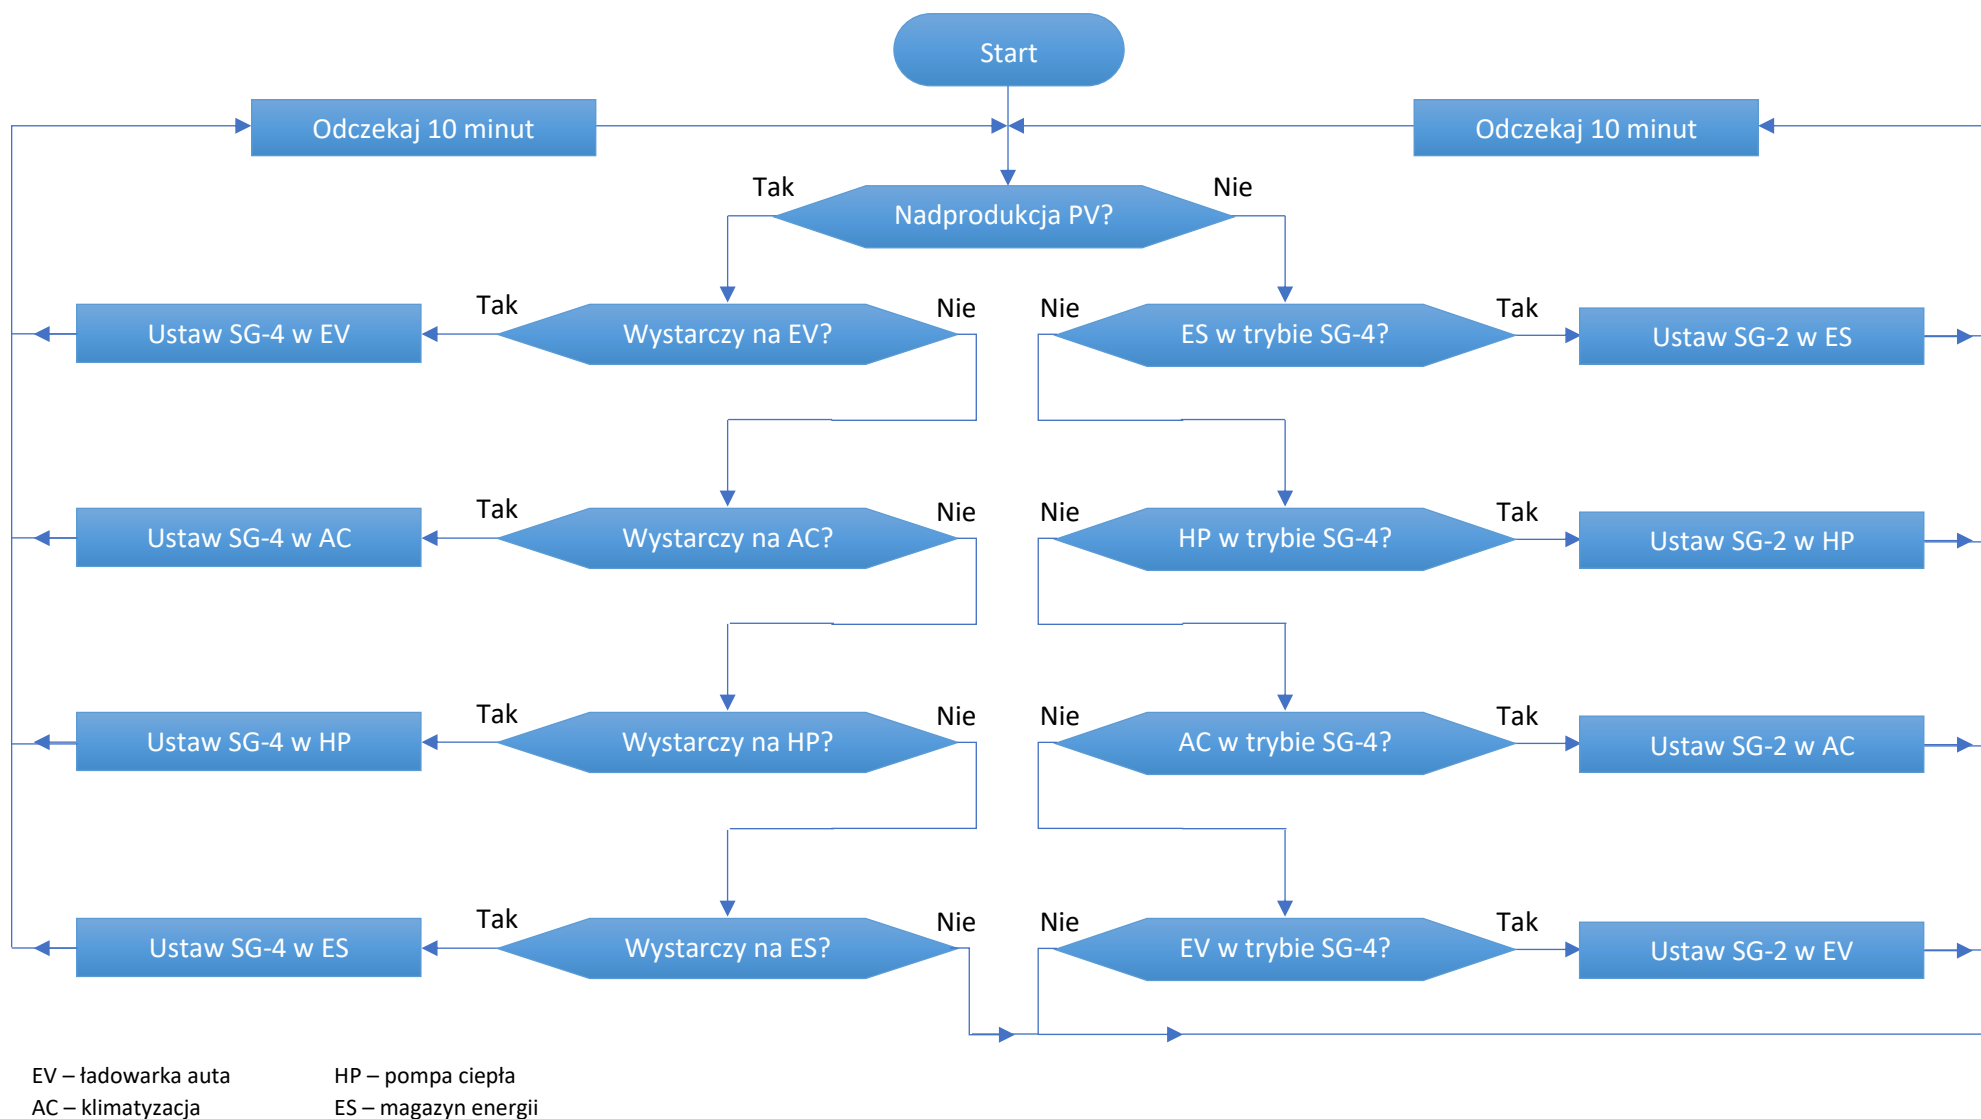 Start
Odczekaj 10 minut
Odczekaj 10 minut
Tak
Nie
Nadprodukcja PV?
Ustaw SG-4 w EV
Tak
Wystarczy na EV?
Nie
Nie
ES w trybie SG-4?
Tak
Ustaw SG-2 w ES
Ustaw SG-4 w AC
Tak
Wystarczy na AC?
Nie
Nie
HP w trybie SG-4?
Tak
Ustaw SG-2 w HP
Ustaw SG-4 w HP
Tak
Wystarczy na HP?
Nie
Nie
AC w trybie SG-4?
Tak
Ustaw SG-2 w AC
Ustaw SG-4 w ES
Tak
Wystarczy na ES?
Nie
Nie
EV w trybie SG-4?
Tak
Ustaw SG-2 w EV
EV – ładowarka auta
HP – pompa ciepła
AC – klimatyzacja
ES – magazyn energii